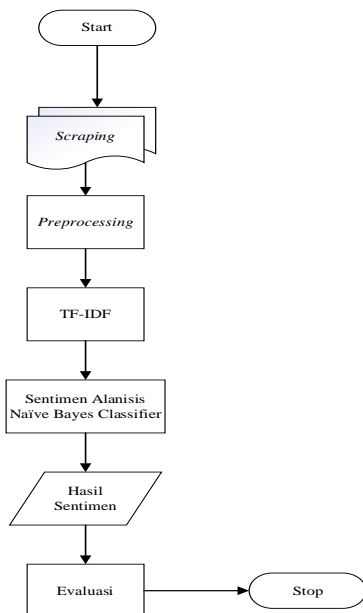 Start
Scraping
Preprocessing
TF-IDF
Sentimen Alanisis
Naïve Bayes Classifier
Hasil
Sentimen
Evaluasi
Stop